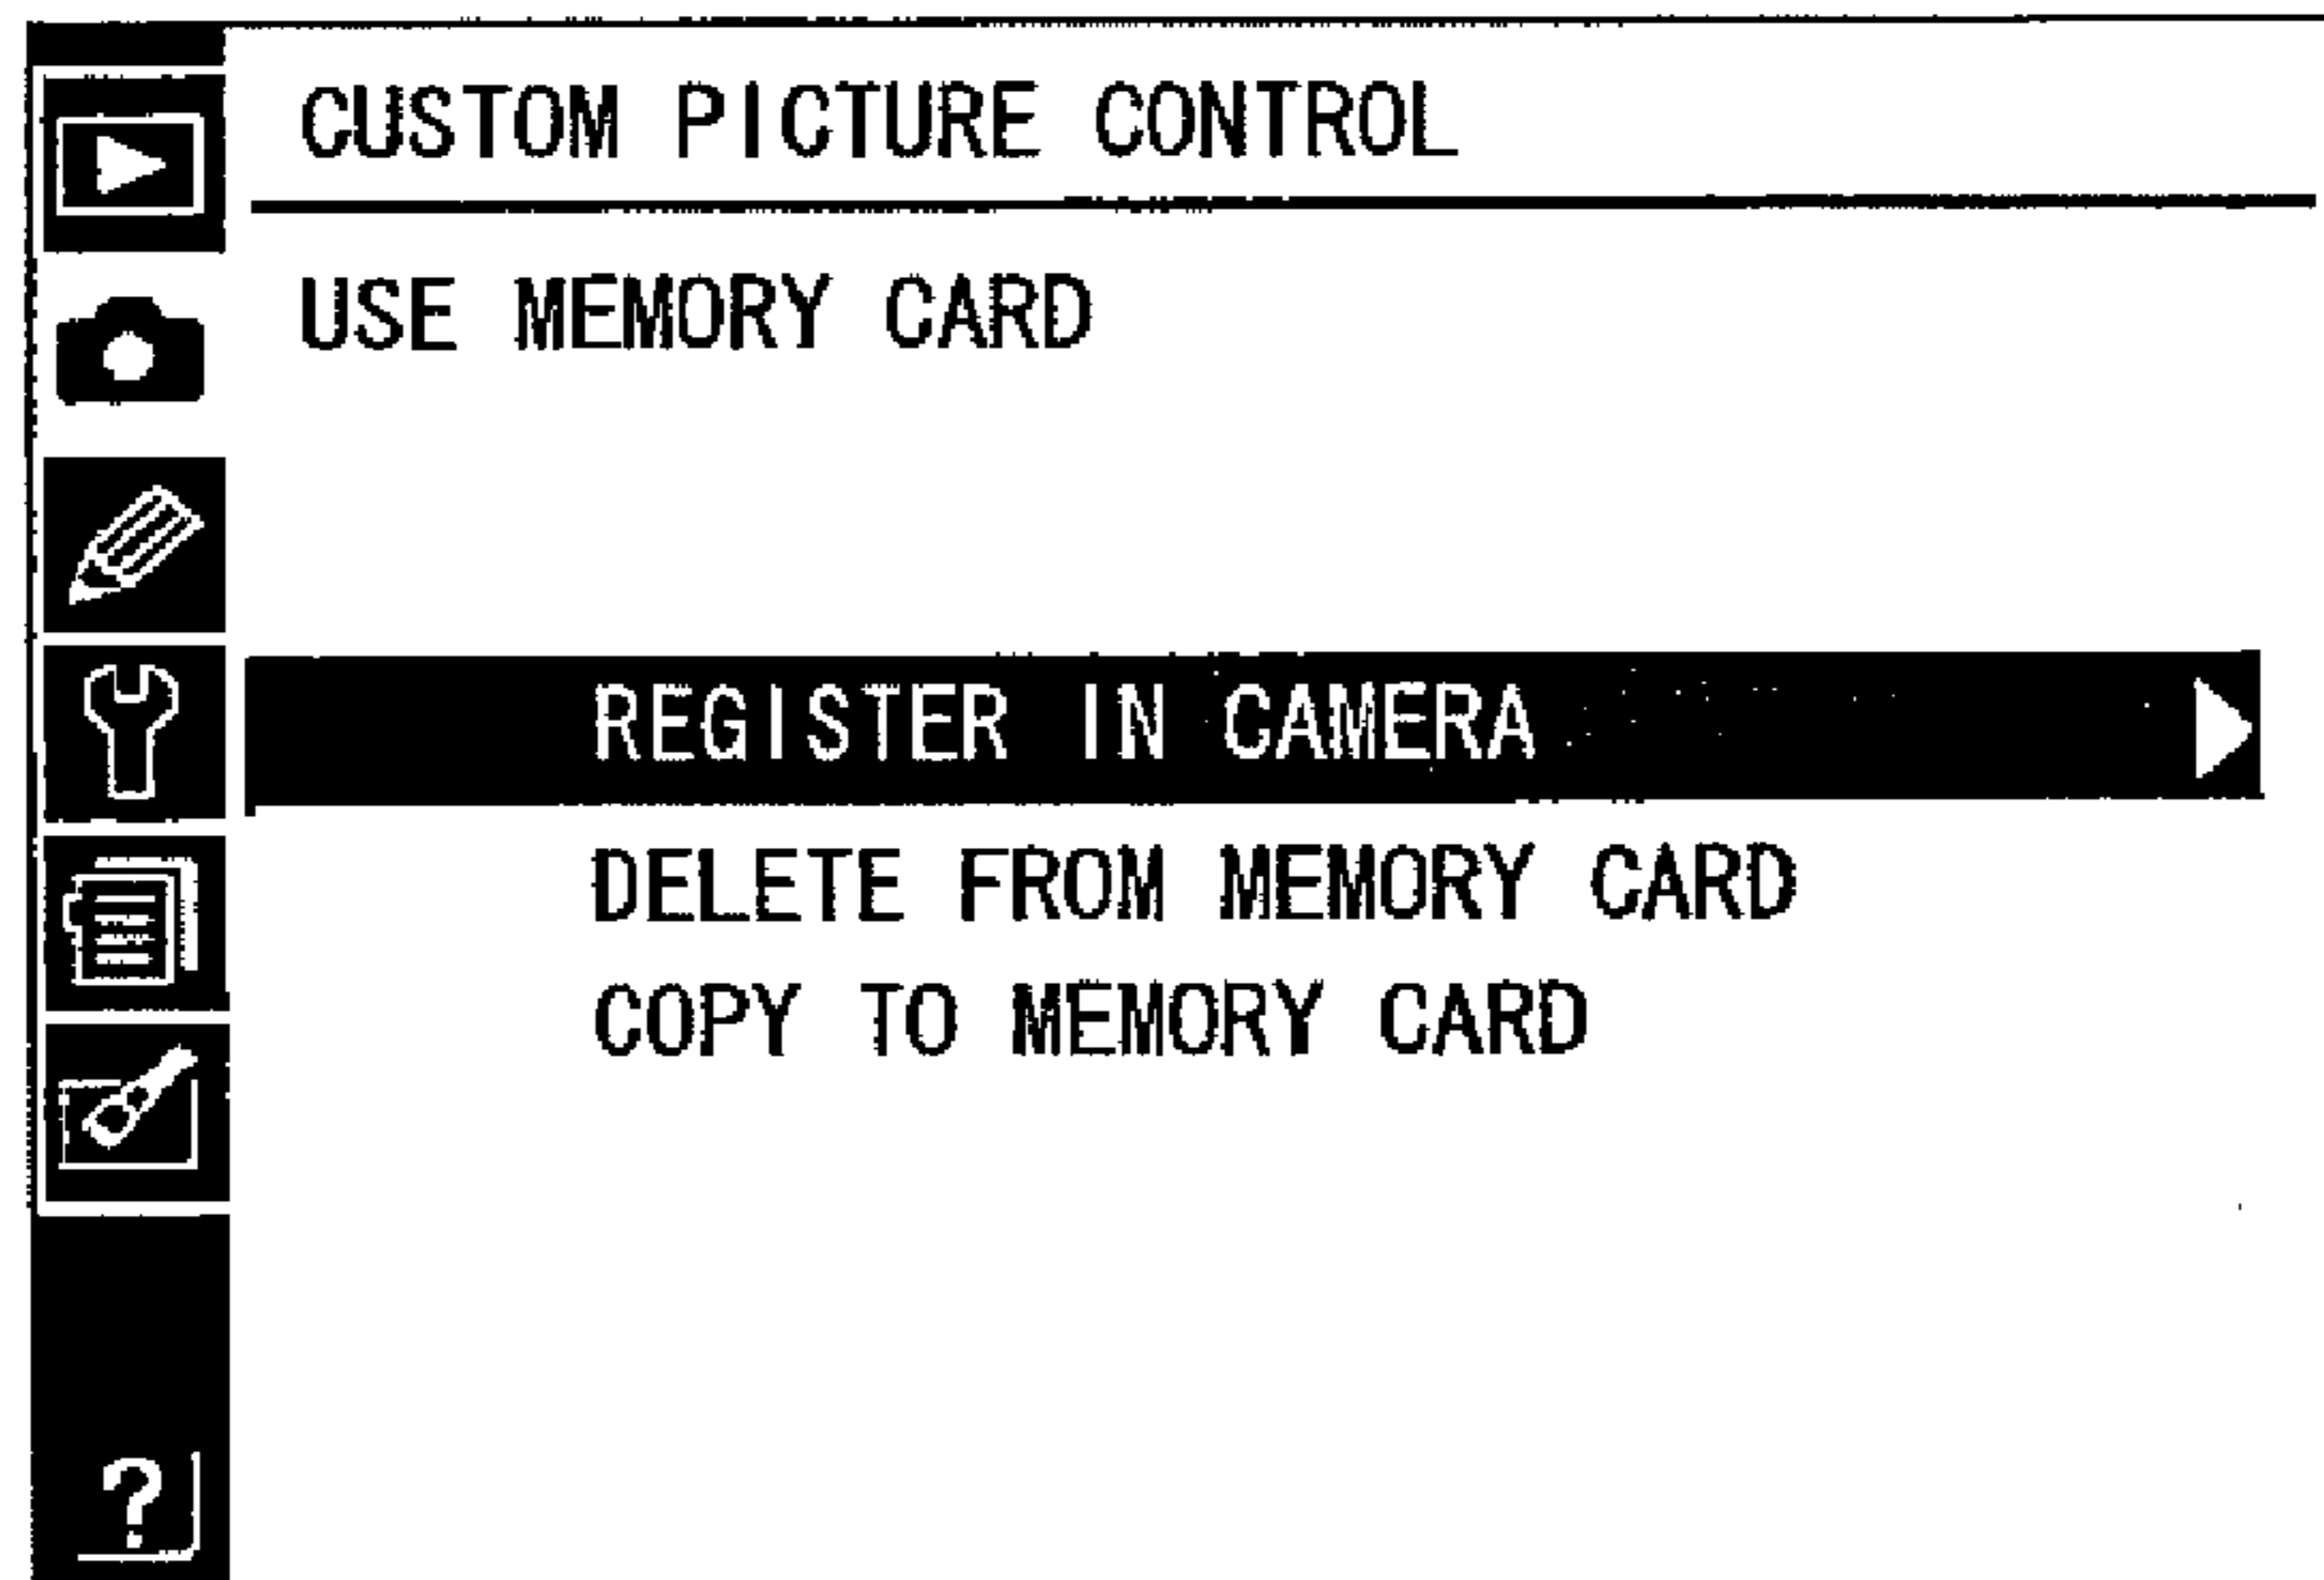 CUSTOM PICTURE CONTROL
USE MEMORY CARD
REGISTER IN CAMERA
DELETE FROM MEMORY CARD
COPY TO MEMORY CARD
?